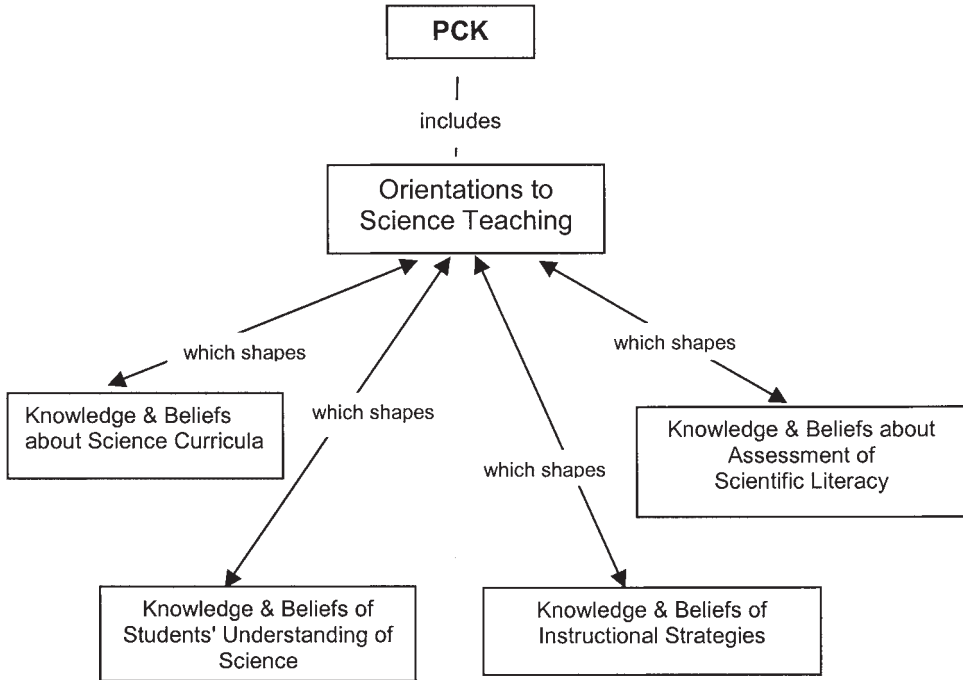 PCK
includes
Orientations to
Science Teaching
which shapes
which shapes
which shapes
which shapes
Knowledge & Beliefs
about Science Curricula
Knowledge & Beliefs about
Assessment of
Scientific Literacy
Knowledge & Beliefs of
Students' Understanding of
Science
Knowledge & Beliefs of
Instructional Strategies